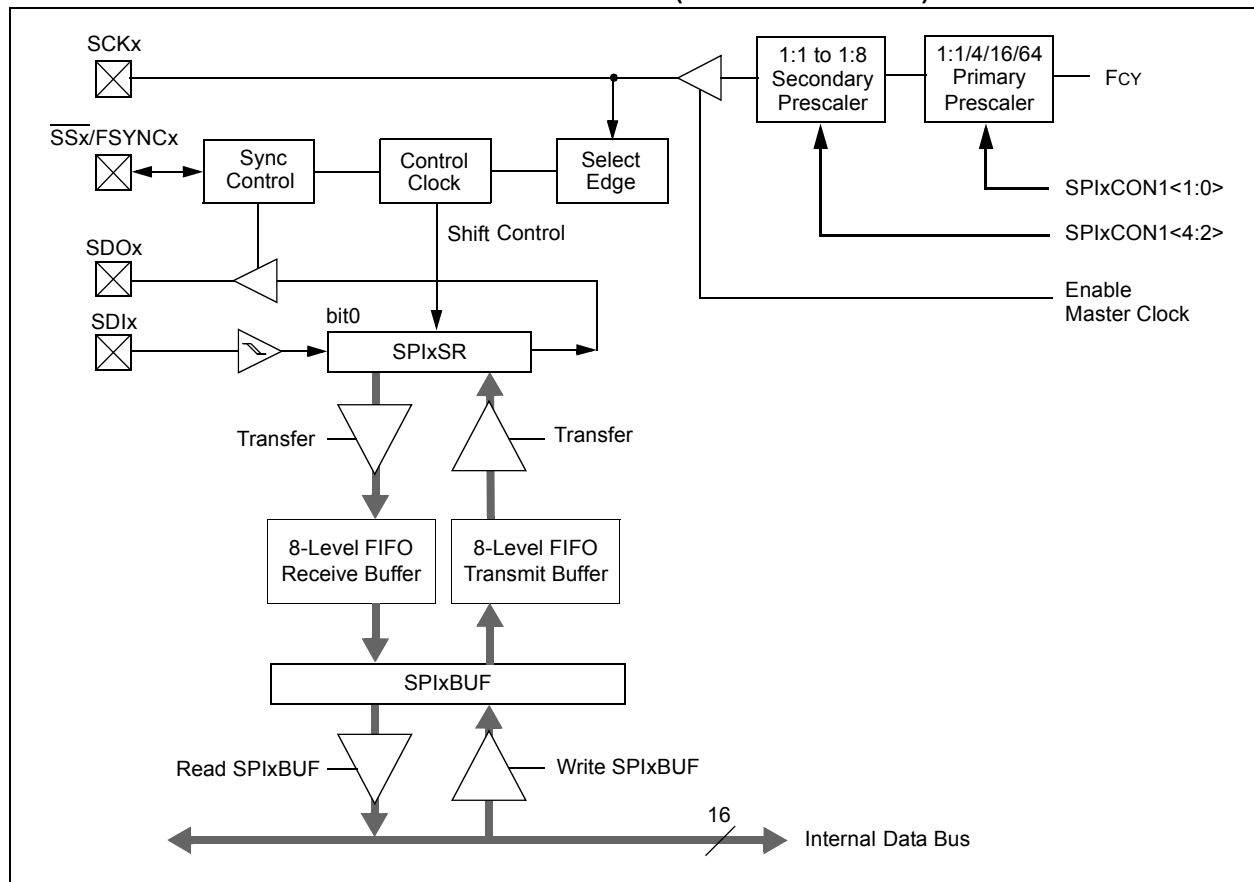 SCKx
1:1 to 1:8
Secondary
Prescaler
1:1/4/16/64
Primary
Prescaler
FCY
SSx/FSYNCx
Sync
Control
Control
Clock
Select
Edge
SPIxCON1<1:0>
SPIxCON1<4:2>
Shift Control
SDOx
Enable
Master Clock
SDIx
bit0
SPIxSR
Transfer
Transfer
8-Level FIFO
Receive Buffer
8-Level FIFO
Transmit Buffer
SPIxBUF
Read SPIxBUF
Write SPIxBUF
16
Internal Data Bus